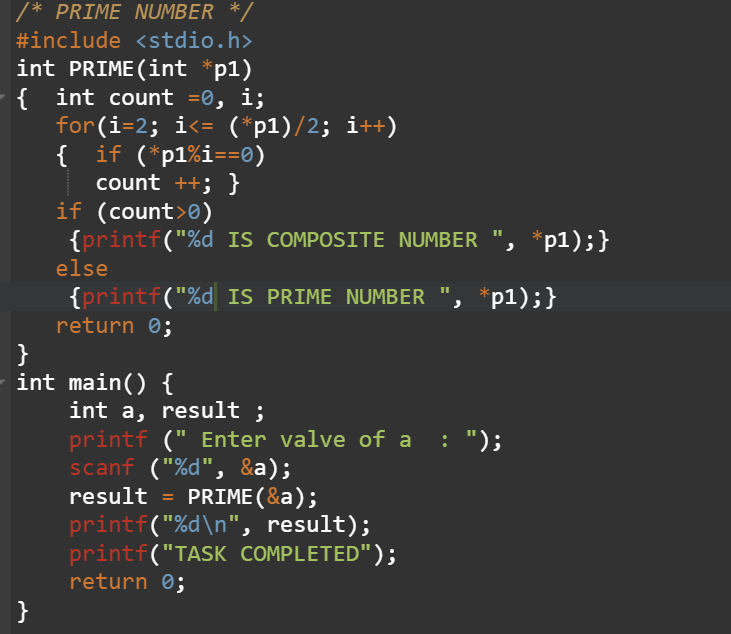 /* PRIME NUMBER */
#include <stdio.h>
int PRIME(int *p1)
{  int count =0, i;
   for(i=2; i<= (*p1)/2; i++)
   {  if (*p1%i==0)
      count ++; }
   if (count>0)
    {printf("%d IS COMPOSITE NUMBER ", *p1);}
   else
    {printf("%d IS PRIME NUMBER ", *p1);}
   return 0;
}
int main() {
    int a, result ;
    printf (" Enter valve of a  : ");
    scanf ("%d", &a);
    result = PRIME(&a);
    printf("%d\n", result);
    printf("TASK COMPLETED");
    return 0;
}